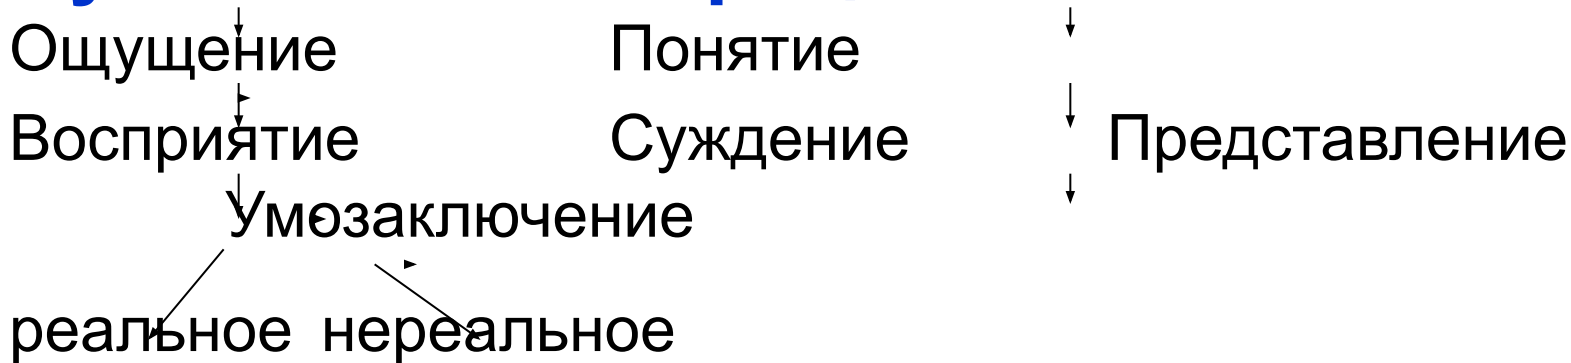 Ощущение Понятие
Восприятие Суждение Представление
Умозаключение
реальное нереальное